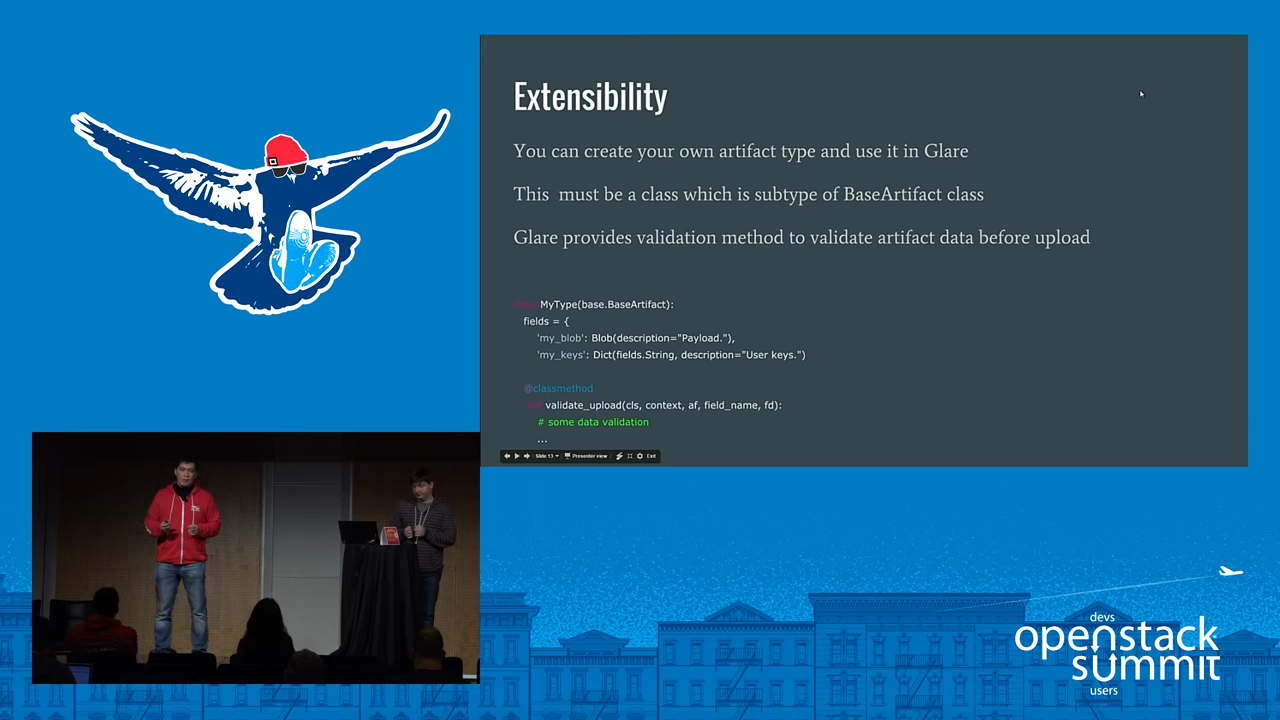 Extensibility
You can create your own artifact type and use it in Glare
This  must be a class which is subtype of BaseArtifact class
Glare provides validation method to validate artifact data before upload
class MyType(base.BaseArtifact):
fields = {
'my_blob': Blob(description="Payload."),
'my_keys': Dict(fields.String, description="User keys.")
@classmethod
def validate_upload(cls, context, af, field_name, fd):
# some data validation
...
Slide 13
Presenter view
Exit
devs
openstack
summit
users